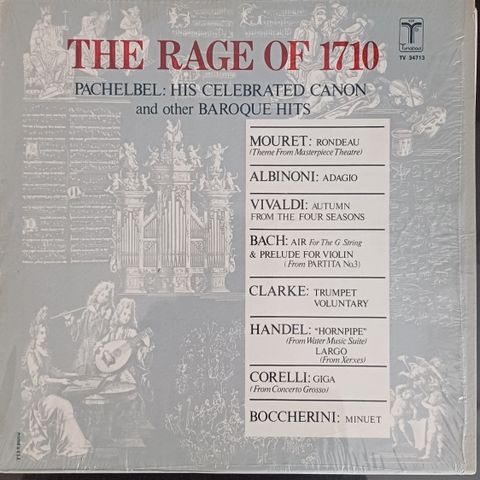 Turnabout
TV 34713
THE RAGE OF 1710
PACHELBEL: HIS CELEBRATED CANON
and other BAROQUE HITS
MOURET: RONDEAU
(Theme From Masterpiece Theatre)
ALBINONI: ADAGIO
VIVALDI: AUTUMN
FROM THE FOUR SEASONS
BACH: AIR For The G String
& PRELUDE FOR VIOLIN
(From PARTITA No.3)
CLARKE: TRUMPET
VOLUNTARY
HANDEL: "HORNPIPE"
(From Water Music Suite)
LARGO
(From Xerxes)
CORELLI: GIGA
(From Concerto Grosso)
BOCCHERINI: MINUET